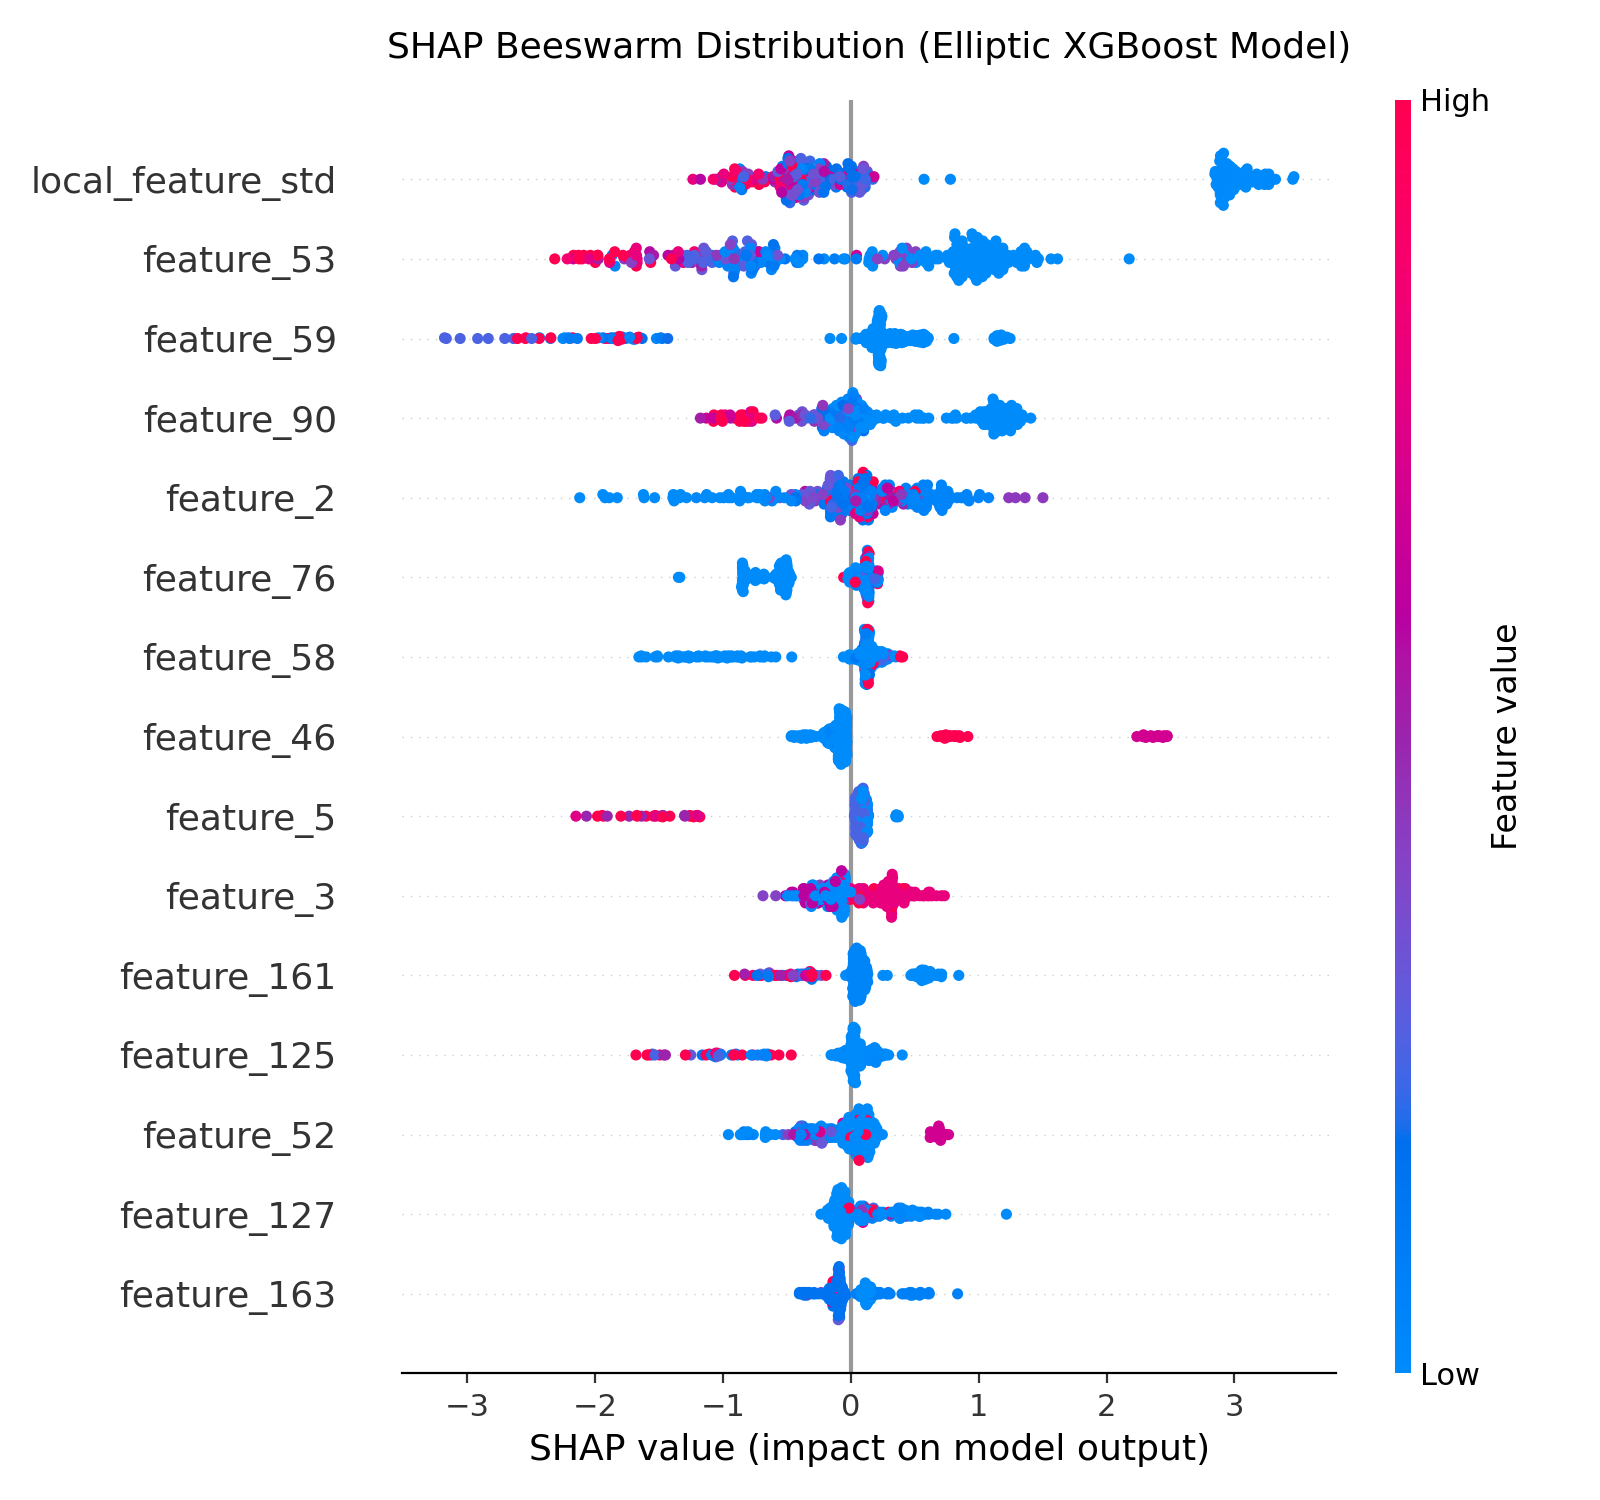 SHAP Beeswarm Distribution (Elliptic XGBoost Model)
High
local_feature_std
feature_53
feature_59
feature_90
feature_2
feature_76
feature_58
feature_46
feature_5
feature_3
feature_161
feature_125
feature_52
feature_127
feature_163
Feature value
Low
−3 −2 −1 0 1 2 3
SHAP value (impact on model output)